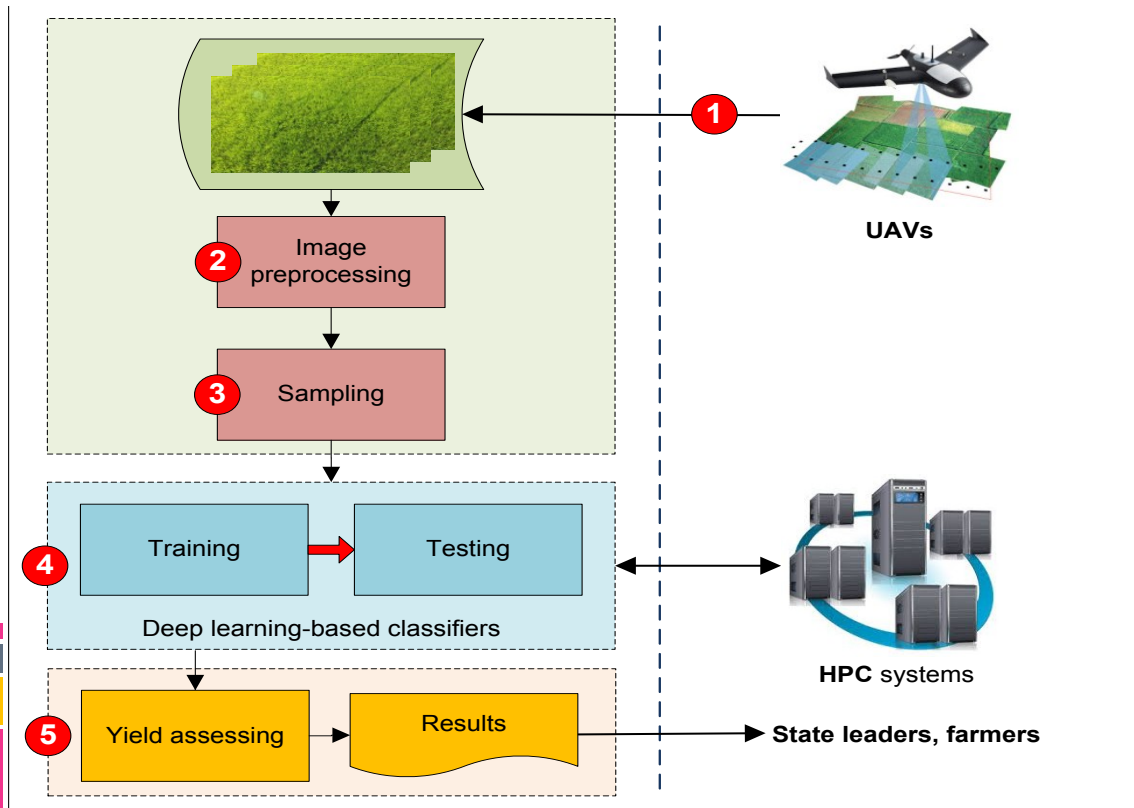 1
UAVs
2
Image
preprocessing
3
Sampling
4
Training
Testing
Deep learning-based classifiers
HPC systems
5
Yield assessing
Results
State leaders, farmers